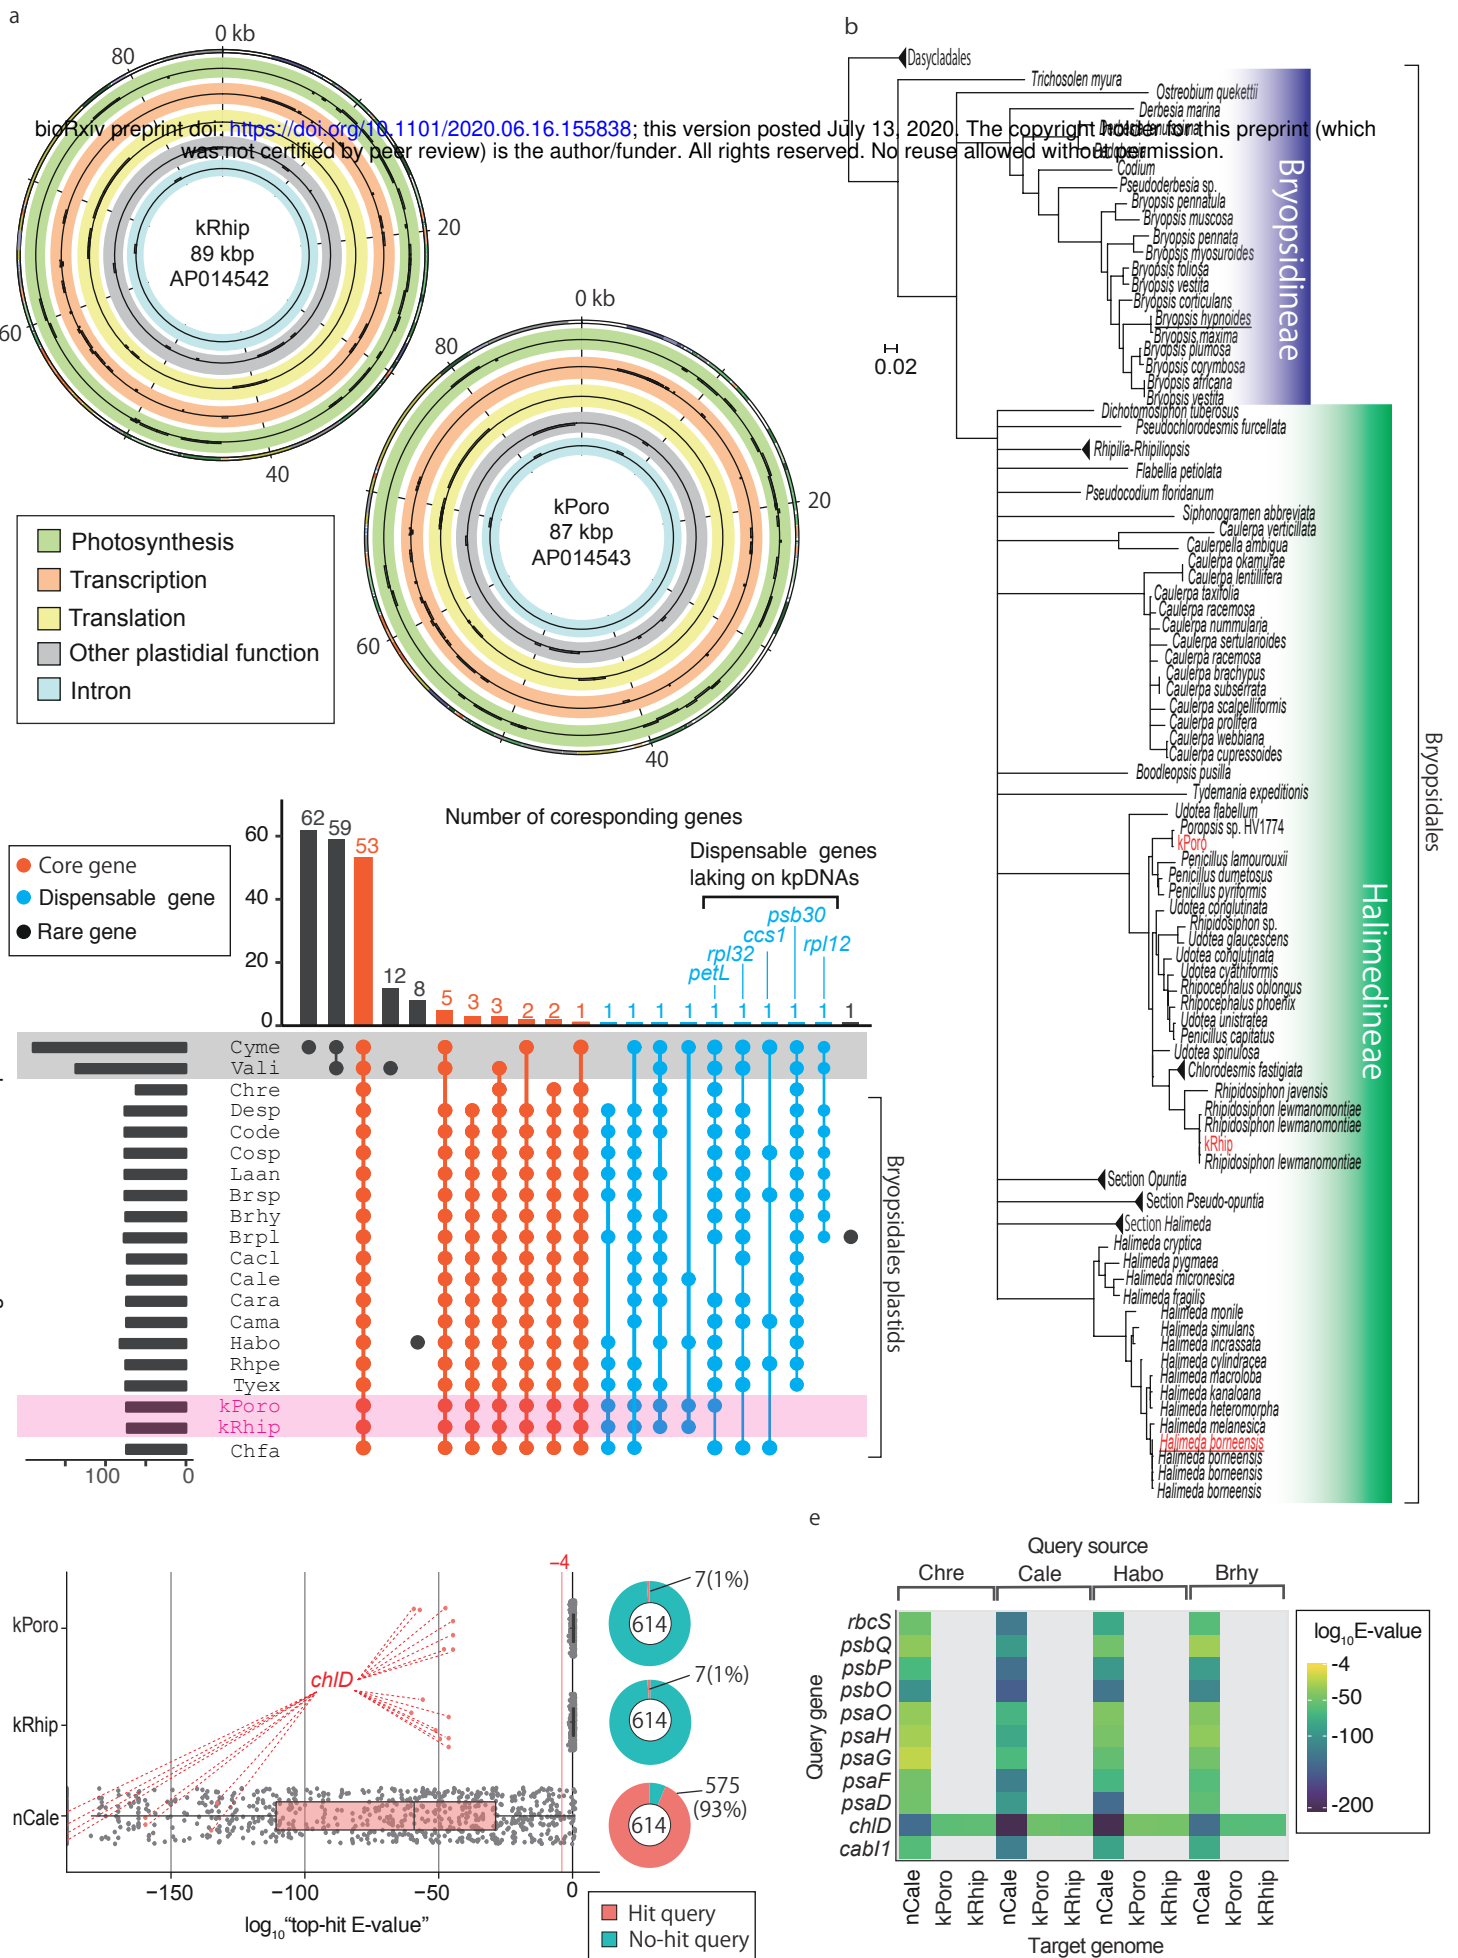 a
0 kb
80
20
60
40
kRhip
89 kbp
AP014542
0 kb
80
20
60
40
kPoro
87 kbp
AP014543
bioRxiv preprint doi: https://doi.org/10.1101/2020.06.16.155838; this version posted July 13, 2020. The copyright holder for this preprint (which
was not certified by peer review) is the author/funder. All rights reserved. No reuse allowed without permission.
Photosynthesis
Transcription
Translation
Other plastidial function
Intron
b
Dasycladales
Trichosolen myura
Ostreobium quekettii
Derbesia marina
Codium
Pseudoderbesia sp.
Bryopsis pennatula
Bryopsis muscosa
Bryopsis pennata
Bryopsis myosuroides
Bryopsis foliosa
Bryopsis vestita
Bryopsis corticulans
Bryopsis hypnoides
Bryopsis maxima
Bryopsis plumosa
Bryopsis corymbosa
Bryopsis africana
Bryopsis vestita
Bryopsidineae
0.02
Dichotomosiphon tuberosus
Pseudochlorodesmis furcellata
Rhipilia-Rhipiliopsis
Flabellia petiolata
Pseudocodium floridanum
Siphonogramen abbreviata
Caulerpa verticillata
Caulerpella ambigua
Caulerpa okamurae
Caulerpa lentillifera
Caulerpa taxifolia
Caulerpa racemosa
Caulerpa nummularia
Caulerpa sertularioides
Caulerpa racemosa
Caulerpa brachypus
Caulerpa subserrata
Caulerpa scalpelliformis
Caulerpa prolifera
Caulerpa webbiana
Caulerpa cupressoides
Boodleopsis pusilla
Tydemania expeditionis
Udotea flabellum
Poropsis sp. HV1774
kPoro
Penicillus lamourouxii
Penicillus dumetosus
Penicillus pyriformis
Udotea conglutinata
Rhipidosiphon sp.
Udotea glaucescens
Udotea conglutinata
Udotea cyathiformis
Rhipocephalus oblongus
Rhipocephalus phoenix
Udotea unistratea
Penicillus capitatus
Udotea spinulosa
Chlorodesmis fastigiata
Rhipidosiphon javensis
Rhipidosiphon lewmanomontiae
Rhipidosiphon lewmanomontiae
kRhip
Rhipidosiphon lewmanomontiae
Section Opuntia
Section Pseudo-opuntia
Section Halimeda
Halimeda cryptica
Halimeda pygmaea
Halimeda micronesica
Halimeda fragilis
Halimeda monile
Halimeda simulans
Halimeda incrassata
Halimeda cylindracea
Halimeda macroloba
Halimeda kanaloana
Halimeda heteromorpha
Halimeda melanesica
Halimeda borneensis
Halimeda borneensis
Halimeda borneensis
Halimeda borneensis
Halimedineae
Bryopsidales
Number of coresponding genes
Core gene
Dispensable gene
Rare gene
60
40
20
0
62 59 53 12 8 5 3 3 2 2 1 1 1 1 1 1 1 1 1 1 1
Dispensable genes
laking on kpDNAs
petL
rpl32
ccs1
psb30
rpl12
Cyme
Vali
Chre
Desp
Code
Cosp
Laan
Brsp
Brhy
Brpl
Cacl
Cale
Cara
Cama
Habo
Rhpe
Tyex
kPoro
kRhip
Chfa
100 0
Bryopsidales plastids
−4
kPoro
kRhip
nCale
chlD
7(1%)
614
7(1%)
614
575
(93%)
614
−150 −100 −50 0
log10“top-hit E-value”
Hit query
No-hit query
e
Query source
Chre Cale Habo Brhy
Query gene
rbcS
psbQ
psbP
psbO
psaO
psaH
psaG
psaF
psaD
chlD
cabII1
nCale kPoro kRhip nCale kPoro kRhip nCale kPoro kRhip nCale kPoro kRhip
Target genome
log10E-value
-4
-50
-100
-200